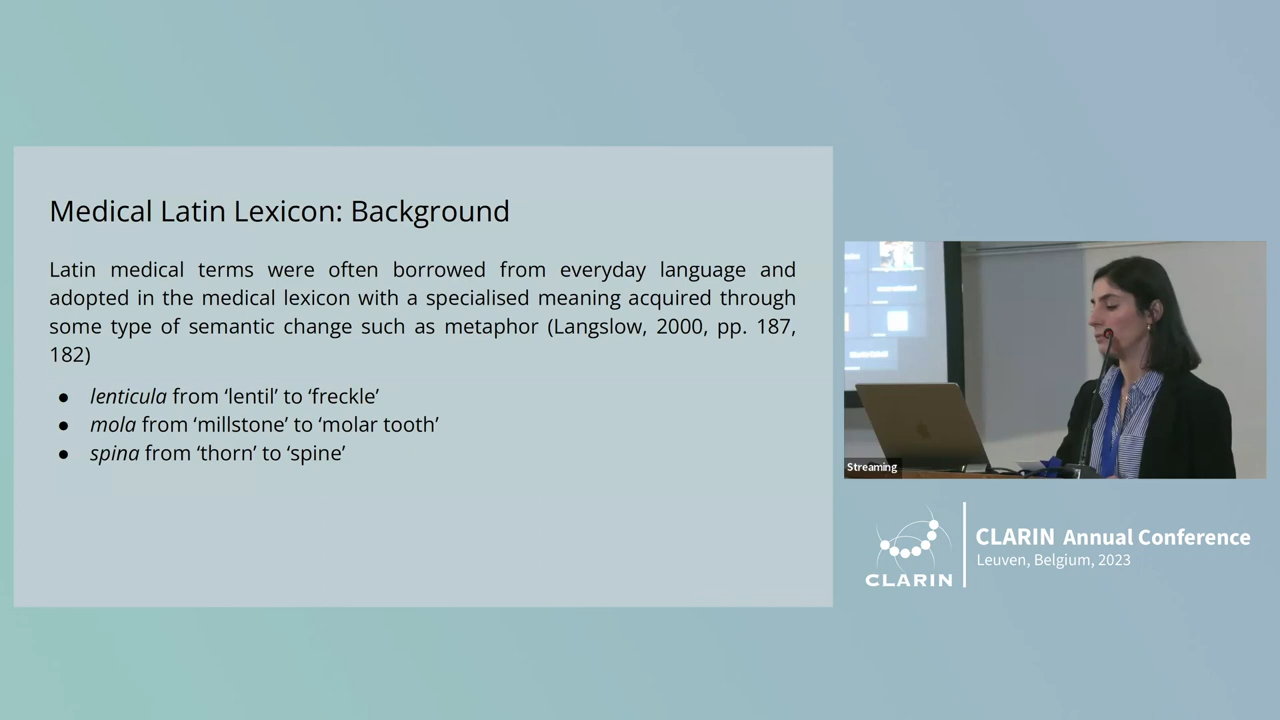 Medical Latin Lexicon: Background
Latin medical terms were often borrowed from everyday language and
adopted in the medical lexicon with a specialised meaning acquired through
some type of semantic change such as metaphor (Langslow, 2000, pp. 187,
182)
● lenticula from ‘lentil’ to ‘freckle’
● mola from ‘millstone’ to ‘molar tooth’
● spina from ‘thorn’ to ‘spine’
Streaming
CLARIN
CLARIN Annual Conference
Leuven, Belgium, 2023